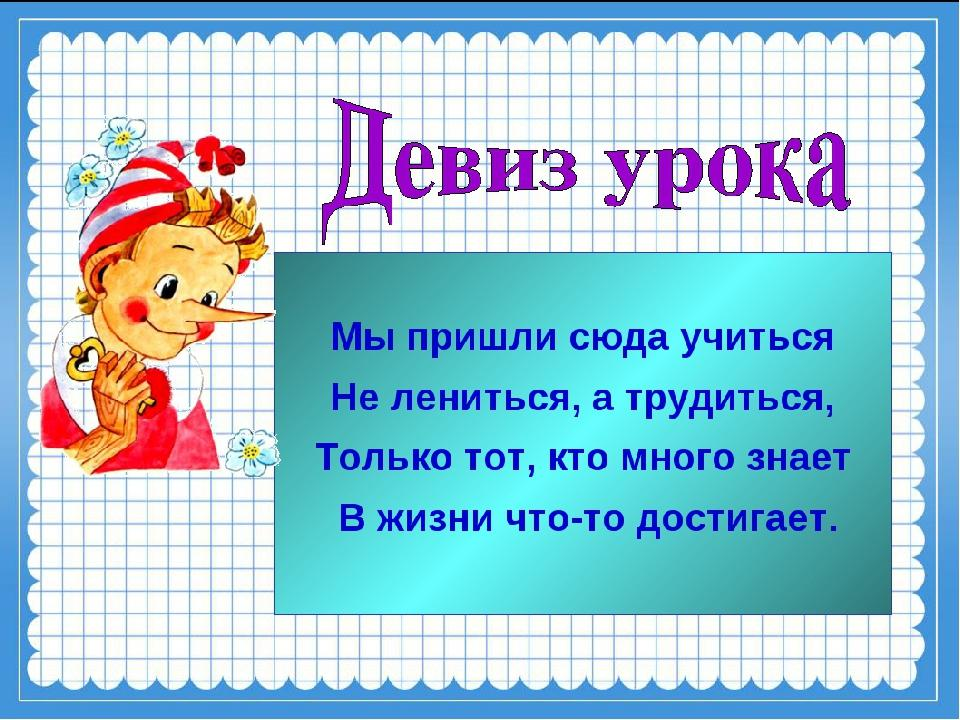 Девиз урока
Мы пришли сюда учиться
Не лениться, а трудиться,
Только тот, кто много знает
В жизни что-то достигает.